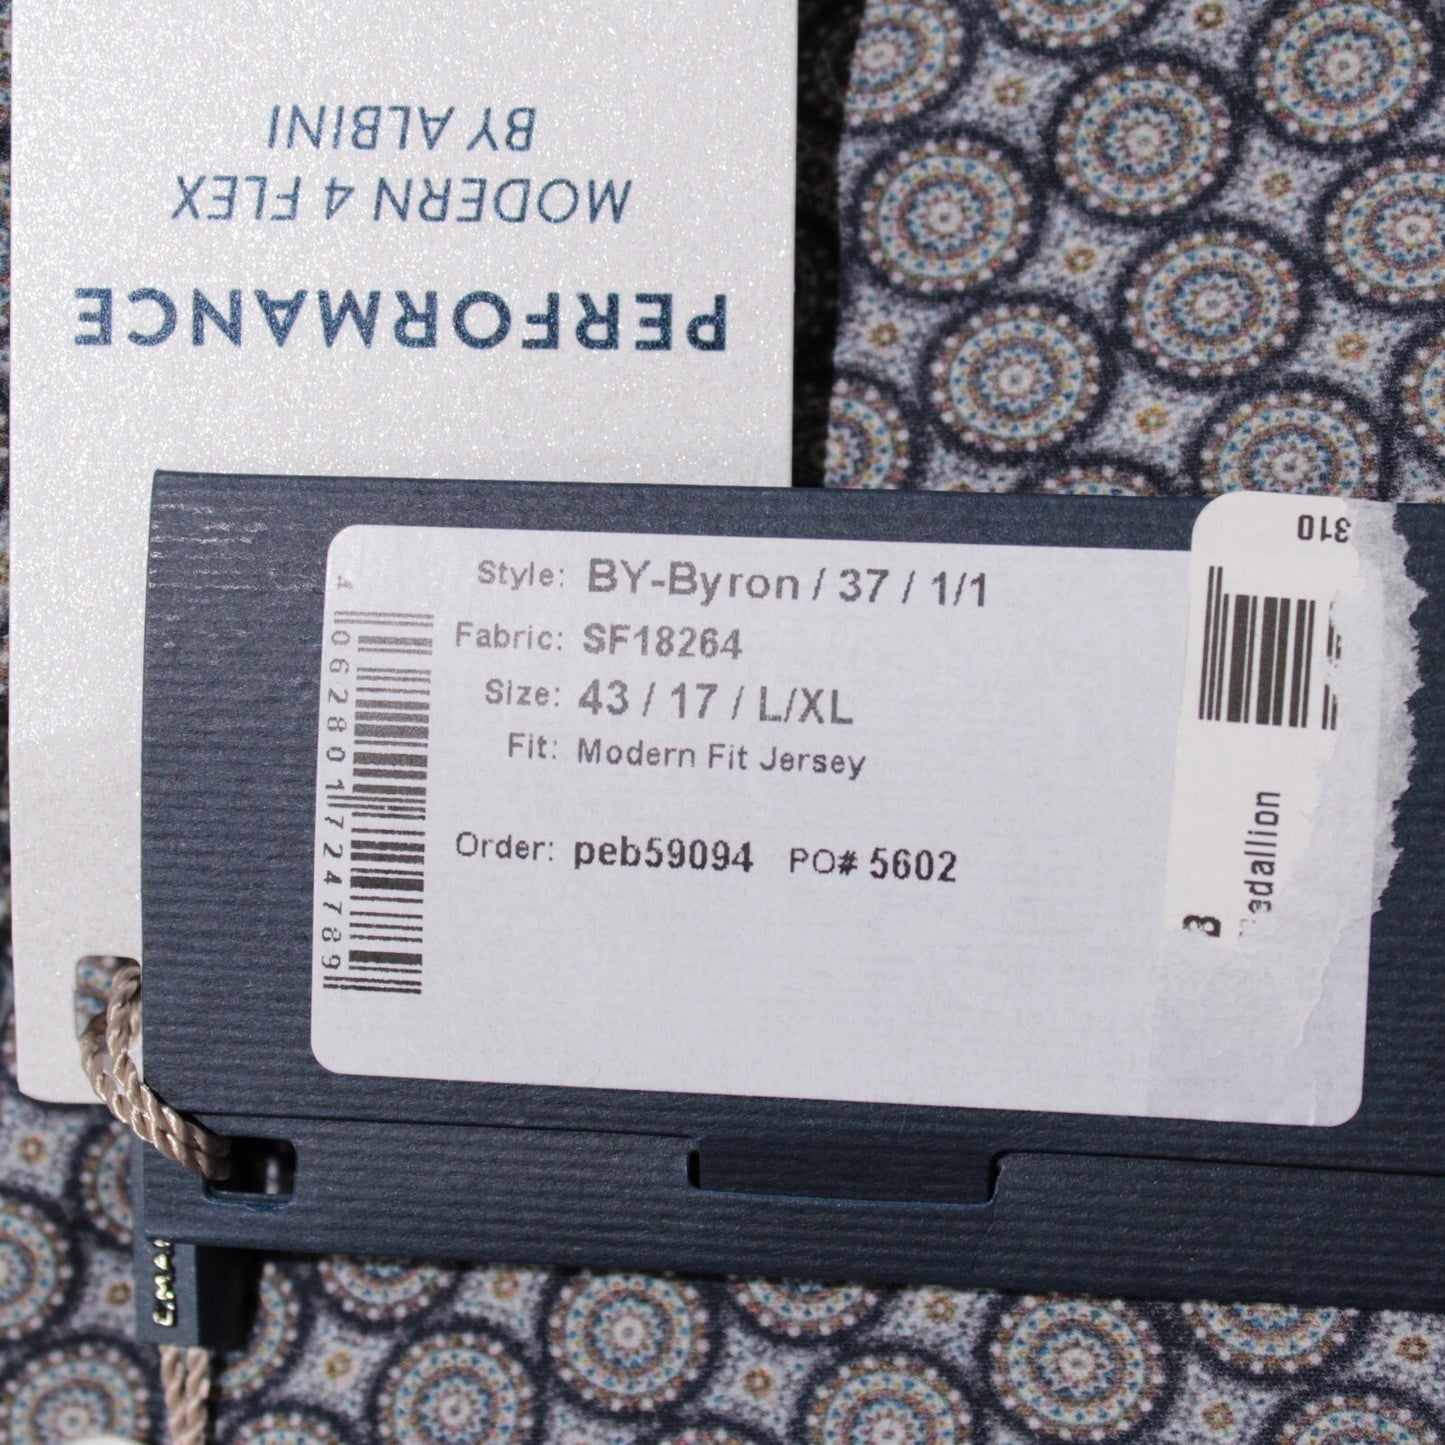 PERFORMANCE
MODERN 4 FLEX
BY ALBINI
Style: BY-Byron / 37 / 1/1
Fabric: SF18264
Size: 43 / 17 / L/XL
Fit: Modern Fit Jersey
Order: peb59094 PO# 5602
4062801724789
310
edallion